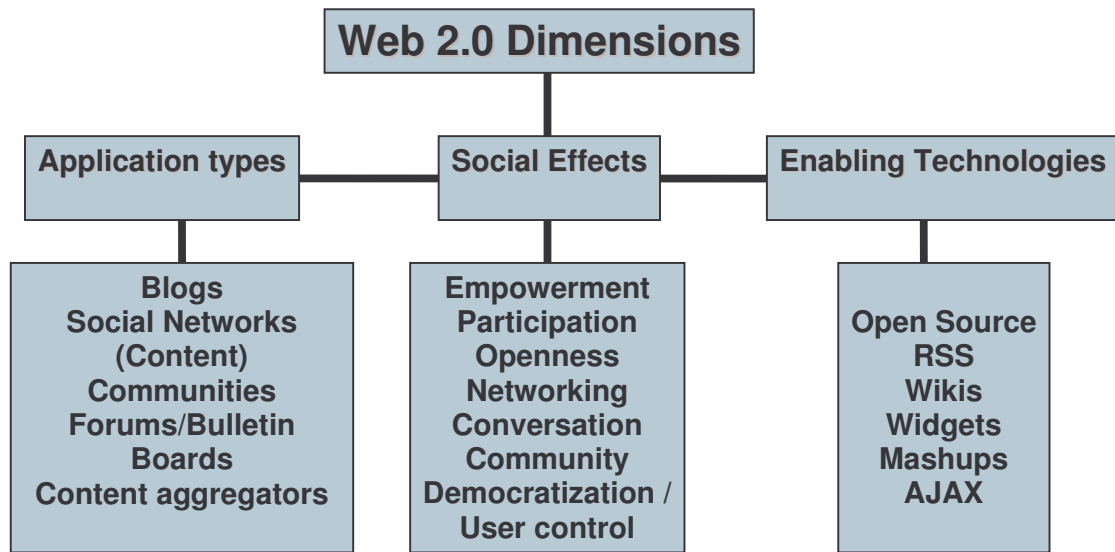 Web 2.0 Dimensions
Application types
Social Effects
Enabling Technologies
Blogs
Social Networks
(Content)
Communities
Forums/Bulletin
Boards
Content aggregators
Empowerment
Participation
Openness
Networking
Conversation
Community
Democratization /
User control
Open Source
RSS
Wikis
Widgets
Mashups
AJAX